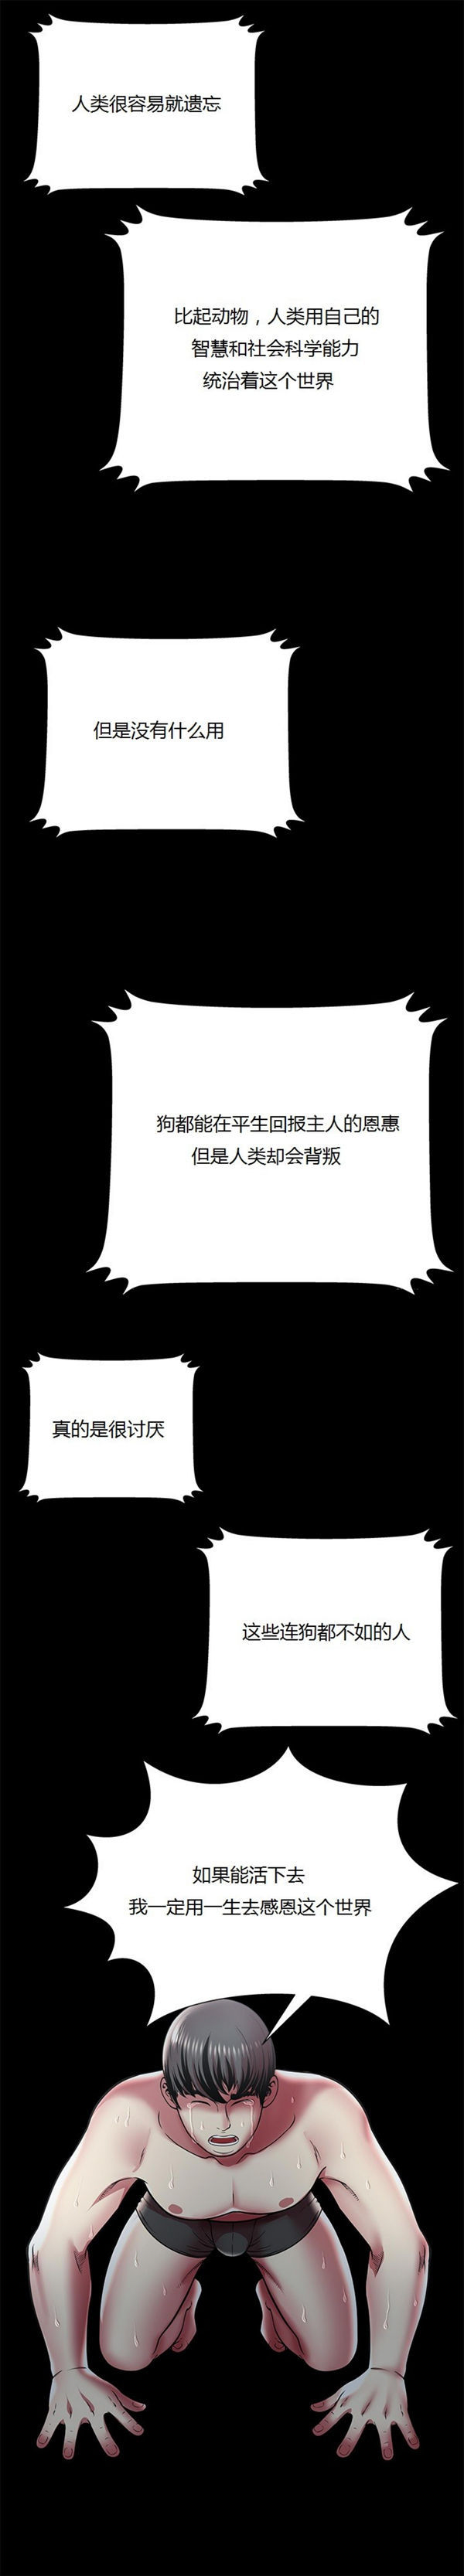 人类很容易就遗忘
比起动物，人类用自己的
智慧和社会科学能力
统治着这个世界
但是没有什么用
狗都能在平生回报主人的恩惠
但是人类却会背叛
真的是很讨厌
这些连狗都不如的人
如果能活下去
我一定用一生去感恩这个世界